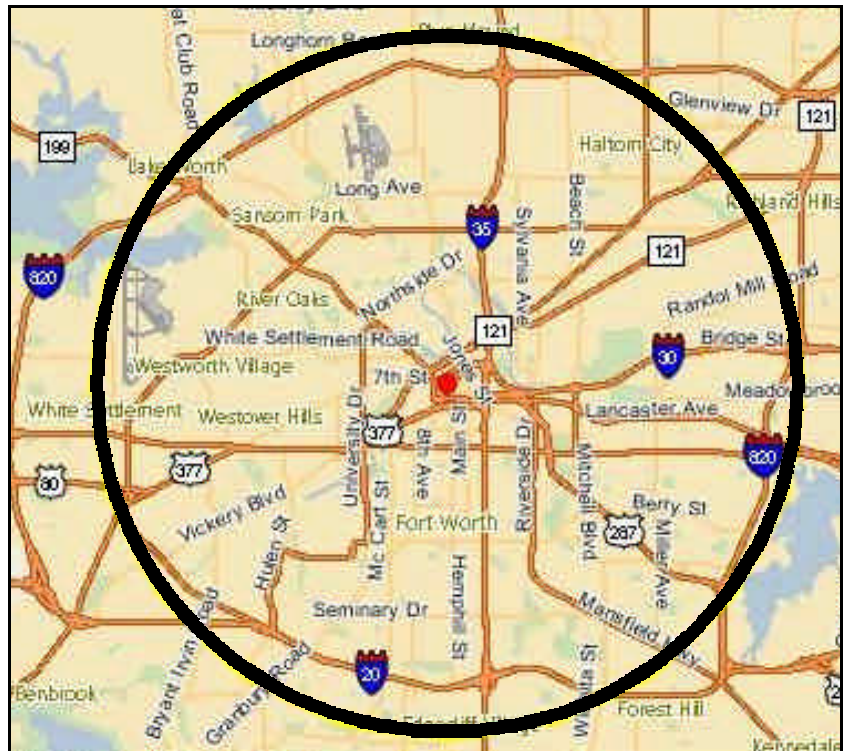 Longhorn
at Club Road
Glenview Dr
121
199
Haltom City
Lake Worth
Long Ave
Beach St
Richland Hills
Sansom Park
35
Sylvania Ave
121
820
Northside Dr
River Oaks
Randol Mill Road
White Settlement Road
121
Jones St
Bridge St
30
Westworth Village
7th St
White Settlement
Westover Hills
University Dr
Main St
Lancaster Ave
377
8th Ave
Riverside Dr
Mitchell Blvd
820
377
80
Vickery Blvd
Mc Cart St
Fort Worth
Berry St
287
Miller Ave
Hulen St
Hemphill St
Seminary Dr
Mansfield Hwy
Bryant Irvin Road
Granbury Road
20
Benbrook
Forest Hill
Kennedale